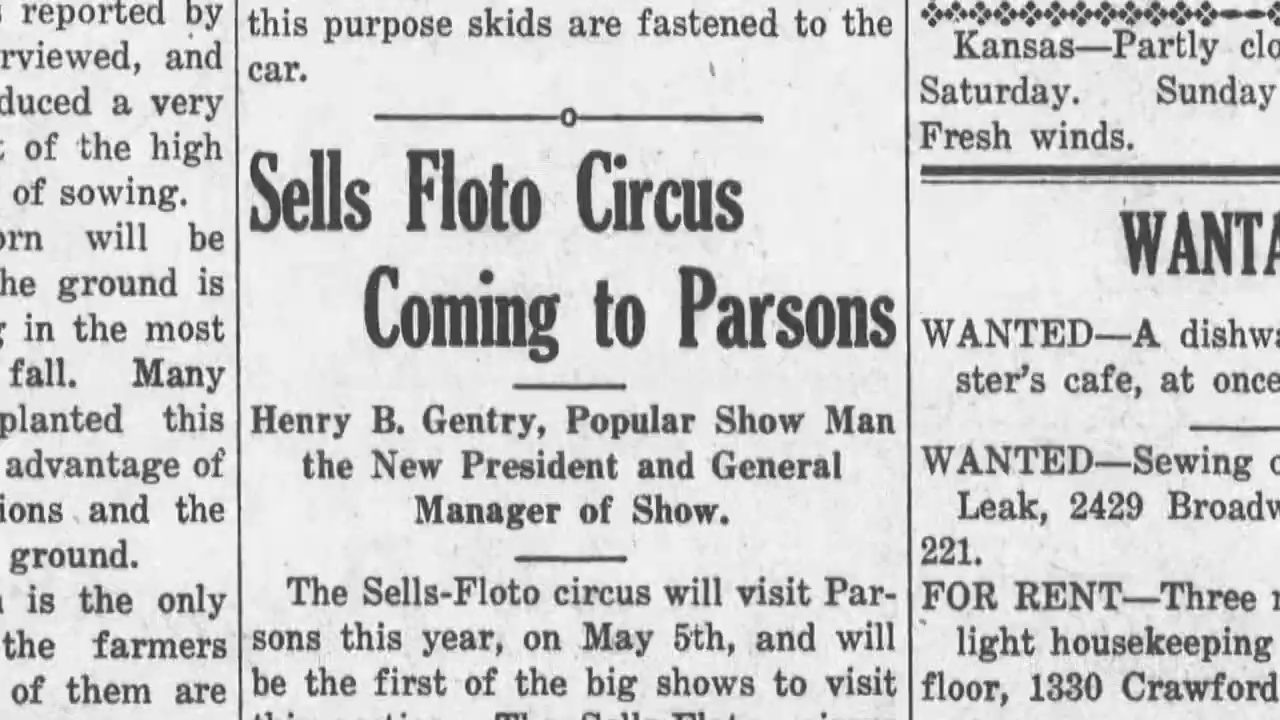 reported by
rviewed, and
duced a very
of the high
of sowing.
orn will be
he ground is
in the most
fall. Many
planted this
advantage of
ions and the
ground.
is the only
the farmers
of them are
this purpose skids are fastened to the
car.
Sells Floto Circus
Coming to Parsons
Henry B. Gentry, Popular Show Man
the New President and General
Manager of Show.
The Sells-Floto circus will visit Par-
sons this year, on May 5th, and will
be the first of the big shows to visit
Kansas—Partly clo
Saturday. Sunday
Fresh winds.
WANTA
WANTED—A dishwa
ster's cafe, at once
WANTED—Sewing
Leak, 2429 Broadw
221.
FOR RENT—Three
light housekeeping
floor, 1330 Crawford